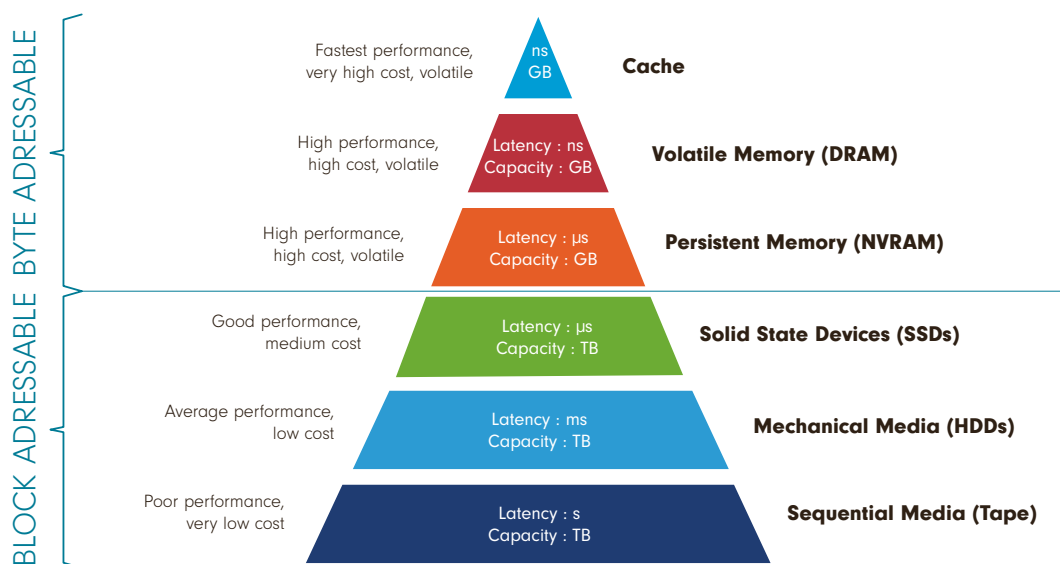 BYTE ADRESSABLE
Fastest performance,
very high cost, volatile
ns
GB
Cache
High performance,
high cost, volatile
Latency : ns
Capacity : GB
Volatile Memory (DRAM)
High performance,
high cost, volatile
Latency : µs
Capacity : GB
Persistent Memory (NVRAM)
BLOCK ADRESSABLE
Good performance,
medium cost
Latency : µs
Capacity : TB
Solid State Devices (SSDs)
Average performance,
low cost
Latency : ms
Capacity : TB
Mechanical Media (HDDs)
Poor performance,
very low cost
Latency : s
Capacity : TB
Sequential Media (Tape)